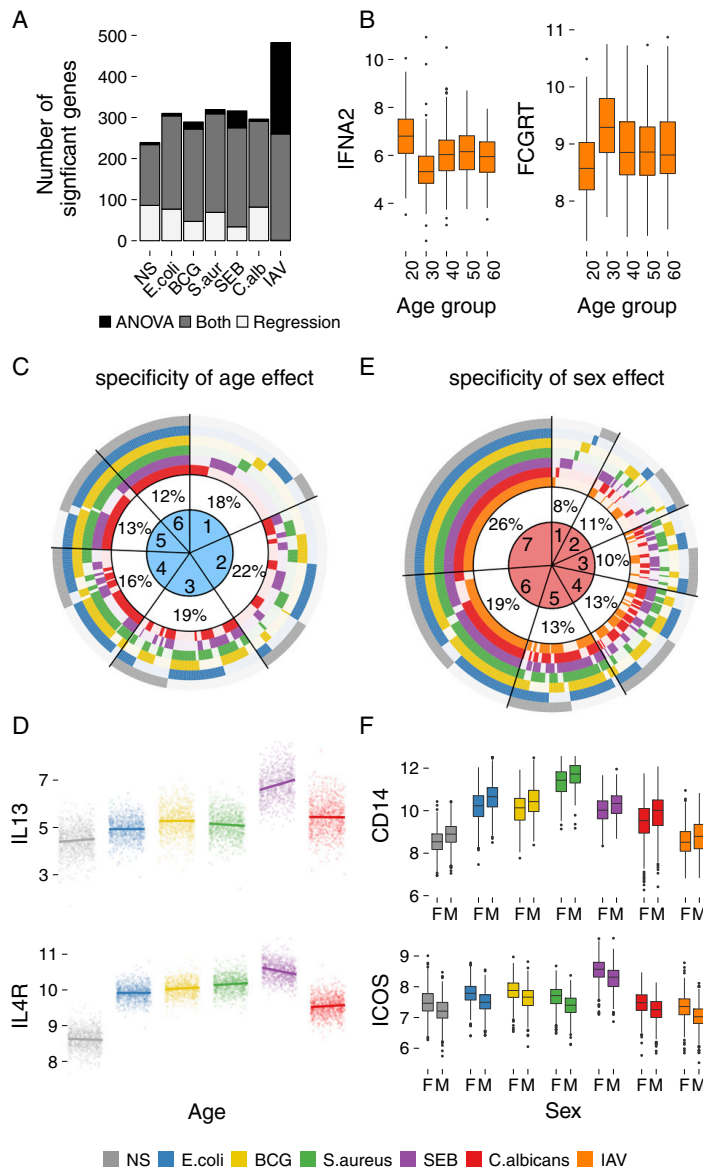 A
500
400
300
200
100
0
Number of
signficant genes
NS
E.coli
BCG
S.aur
SEB
C.alb
IAV
ANOVA Both Regression
B
10
8
6
4
IFNA2
20
30
40
50
60
Age group
11
10
9
8
FCGRT
20
30
40
50
60
Age group
C
specificity of age effect
12% 18%
13% 6 1
5 2
16% 4 3 22%
19%
E
specificity of sex effect
8%
26% 11%
7 1 2
3 10%
6 5 4
19% 13%
13%
D
7
5
3
IL13
11
10
9
8
IL4R
Age
F
12
10
8
6
CD14
F M F M F M F M F M F M F M
9
8
7
6
ICOS
F M F M F M F M F M F M F M
Sex
NS E.coli BCG S.aureus SEB C.albicans IAV